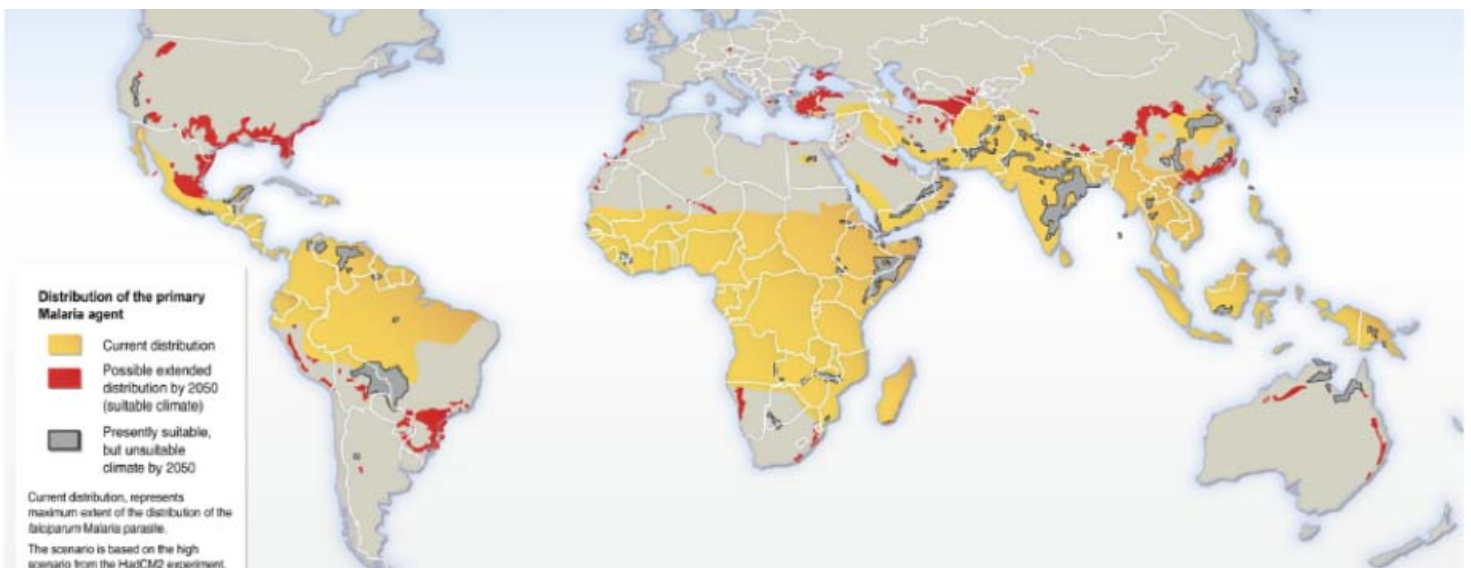 Distribution of the primary
Malaria agent
Current distribution
Possible extended
distribution by 2050
(suitable climate)
Presently suitable,
but unsuitable
climate by 2050
Current distribution, represents
maximum extent of the distribution of the
falciparum Malaria parasite.
The scenario is based on the high
scenario from the HadCM2 experiment.